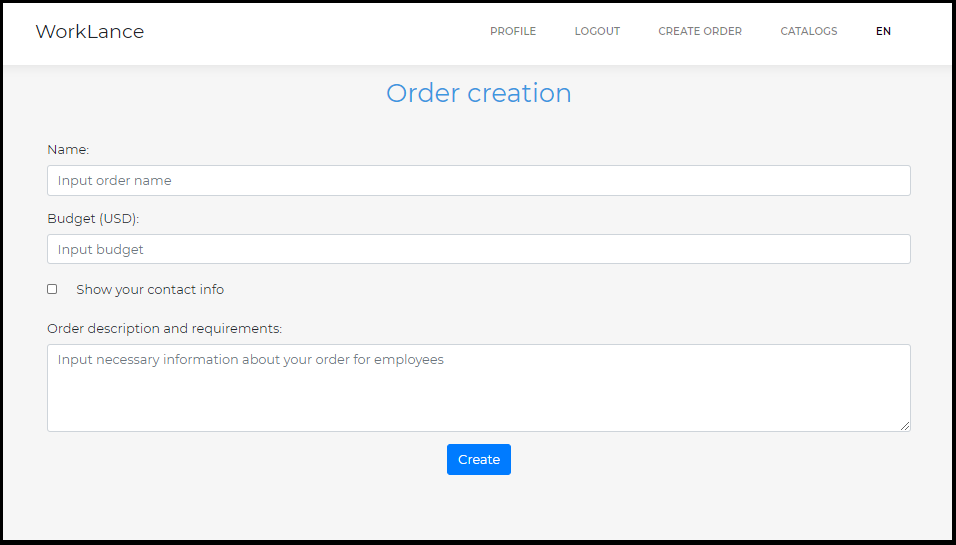 WorkLance
PROFILE LOGOUT CREATE ORDER CATALOGS EN
Order creation
Name:
Input order name
Budget (USD):
Input budget
Show your contact info
Order description and requirements:
Input necessary information about your order for employees
Create